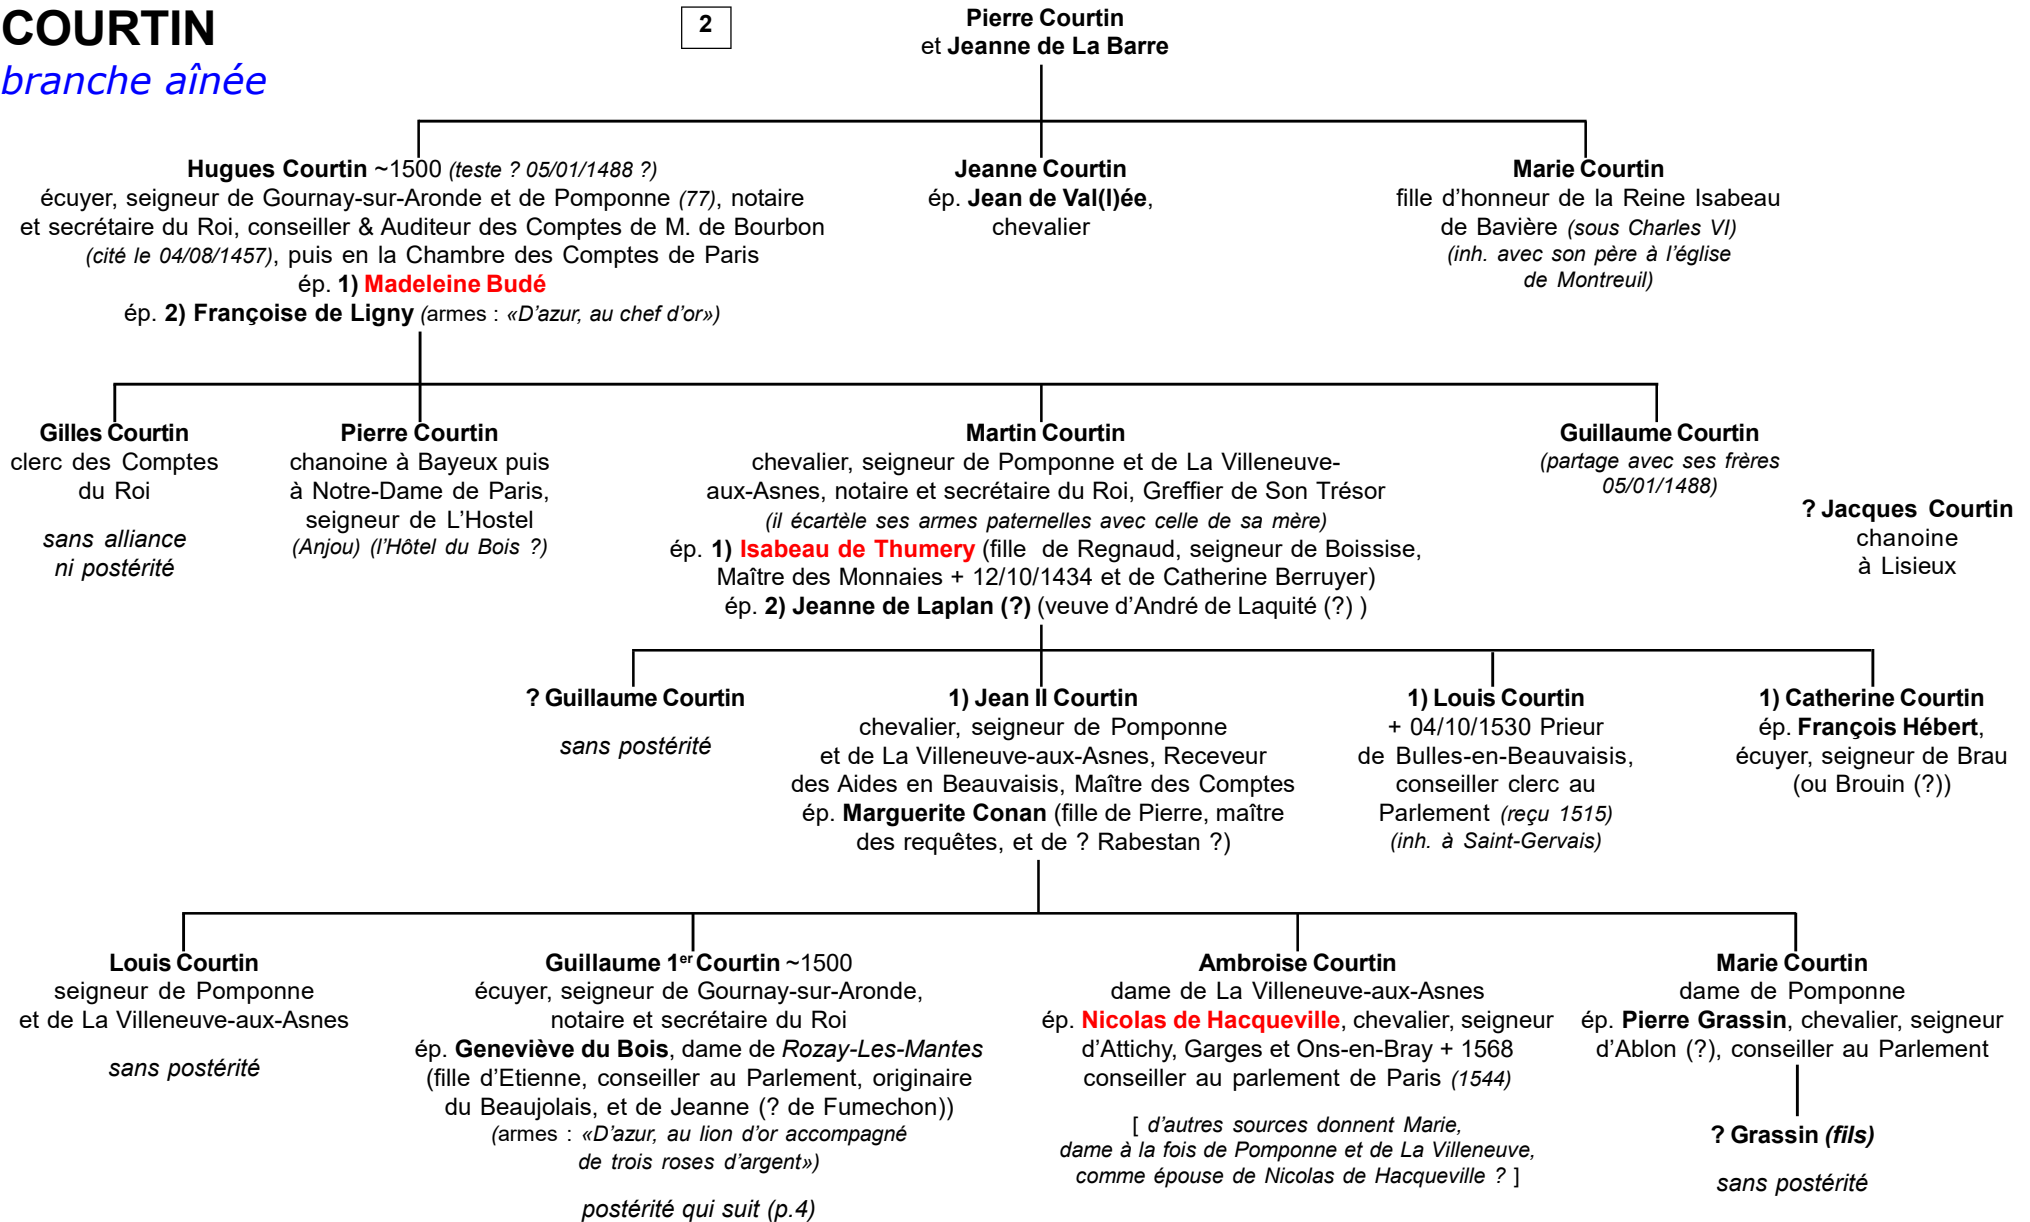 COURTIN
branche aînée
2
Pierre Courtin
et Jeanne de La Barre
Hugues Courtin ~1500 (teste ? 05/01/1488 ?)
écuyer, seigneur de Gournay-sur-Aronde et de Pomponne (77), notaire
et secrétaire du Roi, conseiller & Auditeur des Comptes de M. de Bourbon
(cité le 04/08/1457), puis en la Chambre des Comptes de Paris
ép. 1) Madeleine Budé
ép. 2) Françoise de Ligny (armes : «D'azur, au chef d'or»)
Jeanne Courtin
ép. Jean de Val(l)ée,
chevalier
Marie Courtin
fille d'honneur de la Reine Isabeau
de Bavière (sous Charles VI)
(inh. avec son père à l'église
de Montreuil)
Gilles Courtin
clerc des Comptes
du Roi
sans alliance
ni postérité
Pierre Courtin
chanoine à Bayeux puis
à Notre-Dame de Paris,
seigneur de L'Hostel
(Anjou) (l'Hôtel du Bois ?)
Martin Courtin
chevalier, seigneur de Pomponne et de La Villeneuve-
aux-Asnes, notaire et secrétaire du Roi, Greffier de Son Trésor
(il écartèle ses armes paternelles avec celle de sa mère)
ép. 1) Isabeau de Thumery (fille de Regnaud, seigneur de Boissise,
Maître des Monnaies + 12/10/1434 et de Catherine Berruyer)
ép. 2) Jeanne de Laplan (?) (veuve d'André de Laquité (?) )
Guillaume Courtin
(partage avec ses frères
05/01/1488)
? Jacques Courtin
chanoine
à Lisieux
? Guillaume Courtin
sans postérité
1) Jean II Courtin
chevalier, seigneur de Pomponne
et de La Villeneuve-aux-Asnes, Receveur
des Aides en Beauvaisis, Maître des Comptes
ép. Marguerite Conan (fille de Pierre, maître
des requêtes, et de ? Rabestan ?)
1) Louis Courtin
+ 04/10/1530 Prieur
de Bulles-en-Beauvaisis,
conseiller clerc au
Parlement (reçu 1515)
(inh. à Saint-Gervais)
1) Catherine Courtin
ép. François Hébert,
écuyer, seigneur de Brau
(ou Brouin (?))
Louis Courtin
seigneur de Pomponne
et de La Villeneuve-aux-Asnes
sans postérité
Guillaume 1er Courtin ~1500
écuyer, seigneur de Gournay-sur-Aronde,
notaire et secrétaire du Roi
ép. Geneviève du Bois, dame de Rozay-Les-Mantes
(fille d'Etienne, conseiller au Parlement, originaire
du Beaujolais, et de Jeanne (? de Fumechon))
(armes : «D'azur, au lion d'or accompagné
de trois roses d'argent»)
postérité qui suit (p.4)
Ambroise Courtin
dame de La Villeneuve-aux-Asnes
ép. Nicolas de Hacqueville, chevalier, seigneur
d'Attichy, Garges et Ons-en-Bray + 1568
conseiller au parlement de Paris (1544)
[ d'autres sources donnent Marie,
dame à la fois de Pomponne et de La Villeneuve,
comme épouse de Nicolas de Hacqueville ? ]
Marie Courtin
dame de Pomponne
ép. Pierre Grassin, chevalier, seigneur
d'Ablon (?), conseiller au Parlement
? Grassin (fils)
sans postérité